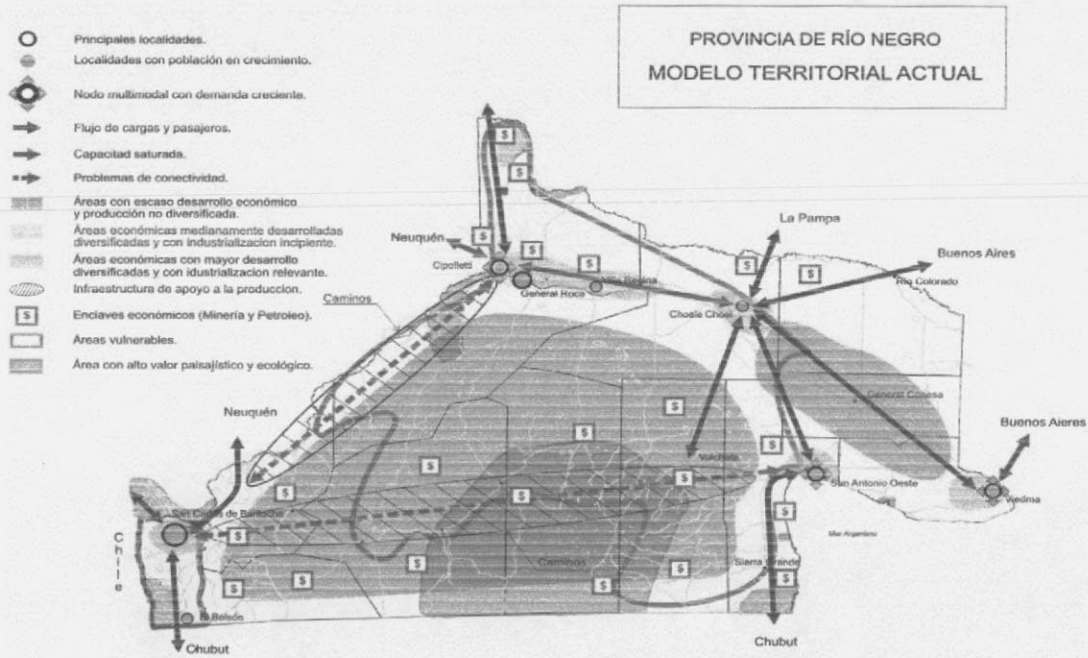 PROVINCIA DE RÍO NEGRO
MODELO TERRITORIAL ACTUAL
Principales localidades.
Localidades con población en crecimiento.
Nodo multimodal con demanda creciente.
Flujo de cargas y pasajeros.
Capacitad saturada.
Problemas de conectividad.
Áreas con escaso desarrollo económico
y producción no diversificada.
Áreas económicas medianamente desarrolladas
diversificadas y con industrializacion incipiente.
Áreas económicas con mayor desarrollo
diversificadas y con idustrializacion relevante.
Infraestructura de apoyo a la produccion.
$ Enclaves económicos (Minería y Petroleo).
Áreas vulnerables.
Área con alto valor paisajístico y ecológico.
$
$
La Pampa
Neuquén
$
$
Buenos Aires
Cipolletti
$
$
$
Río Colorado
General Roca
Villa Regina
Caminos
Choele Choel
General Conesa
Neuquén
$
Buenos Aieres
$
$
Valcheta
$
$
San Antonio Oeste
Viedma
$
$
San Carlos de Bariloche
$
Mar Argentino
$
Chile
Caminos
Sierra Grande
$
$
$
$
$
$
El Bolsón
Chubut
Chubut